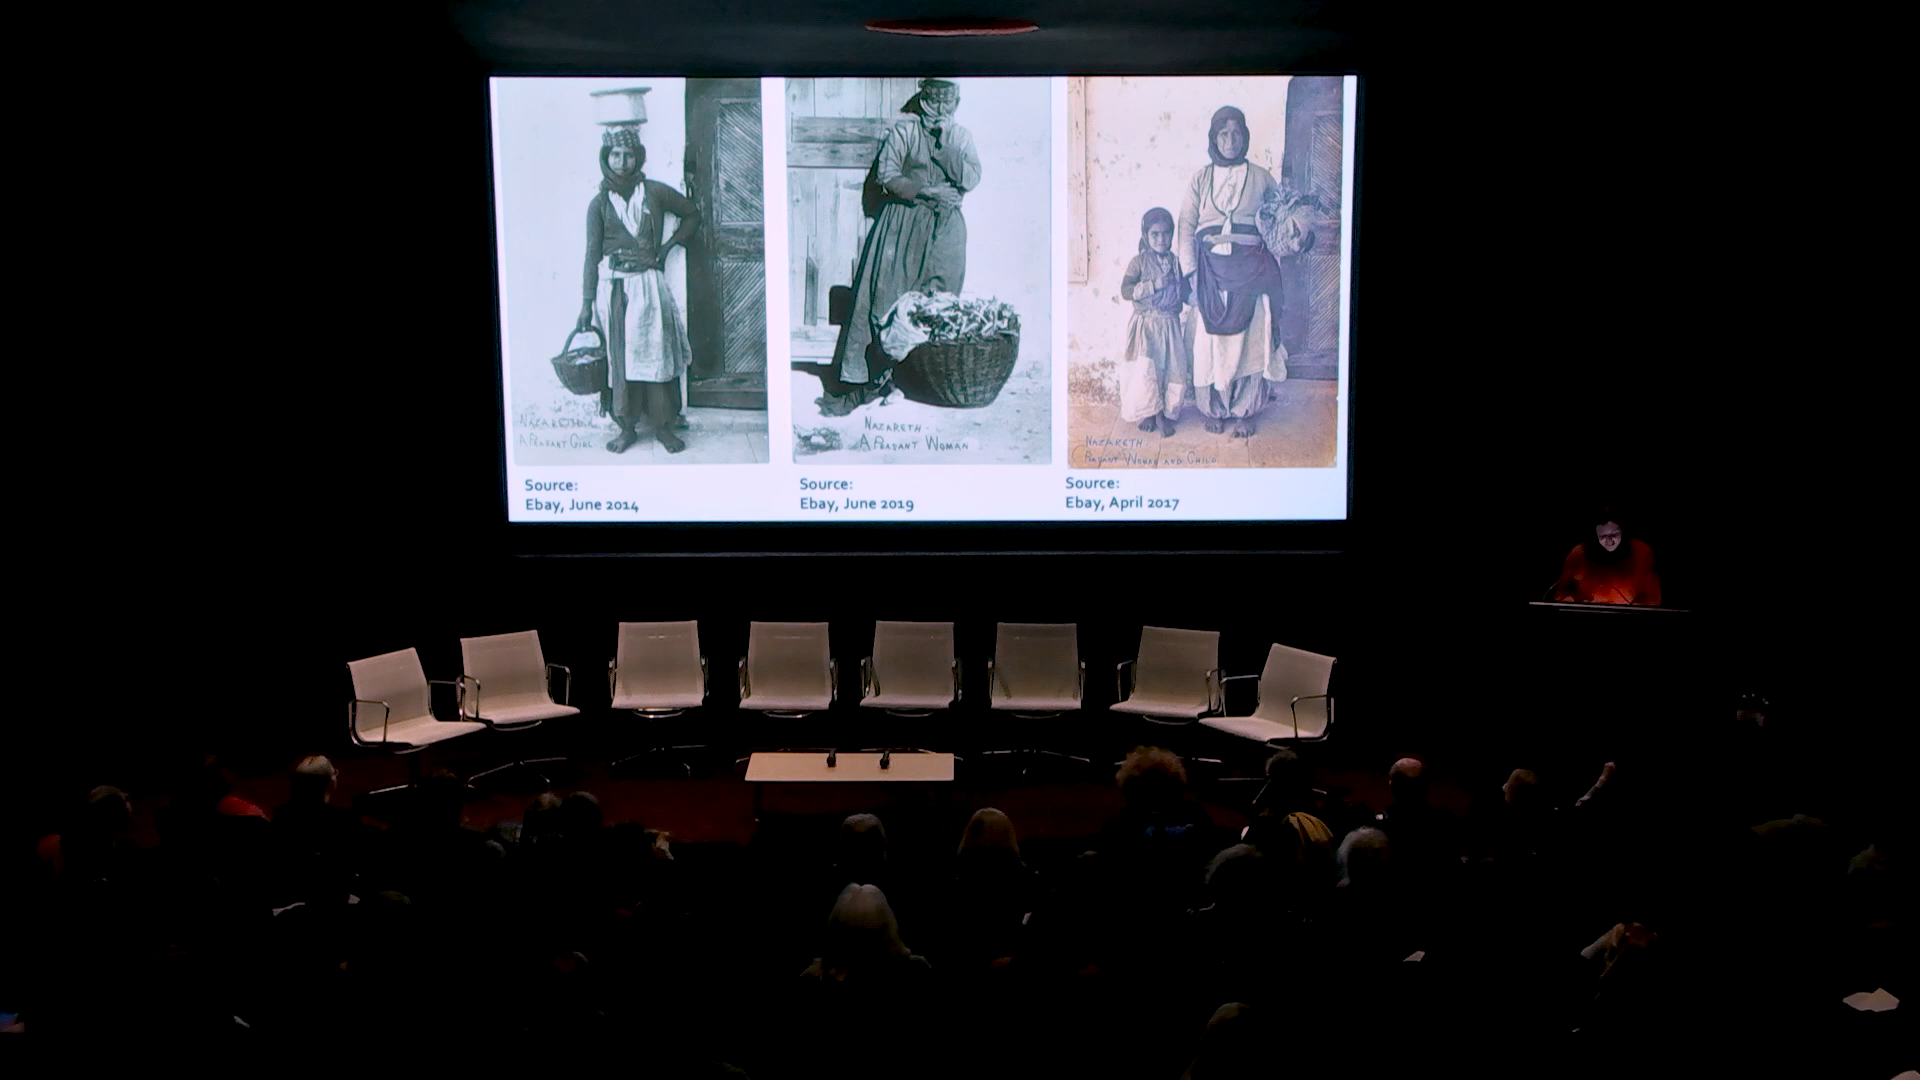 NAZARETH
A PEASANT GIRL
NAZARETH.
A PEASANT WOMAN
NAZARETH.
PEASANT WOMAN AND CHILD.
Source:
Ebay, June 2014
Source:
Ebay, June 2019
Source:
Ebay, April 2017